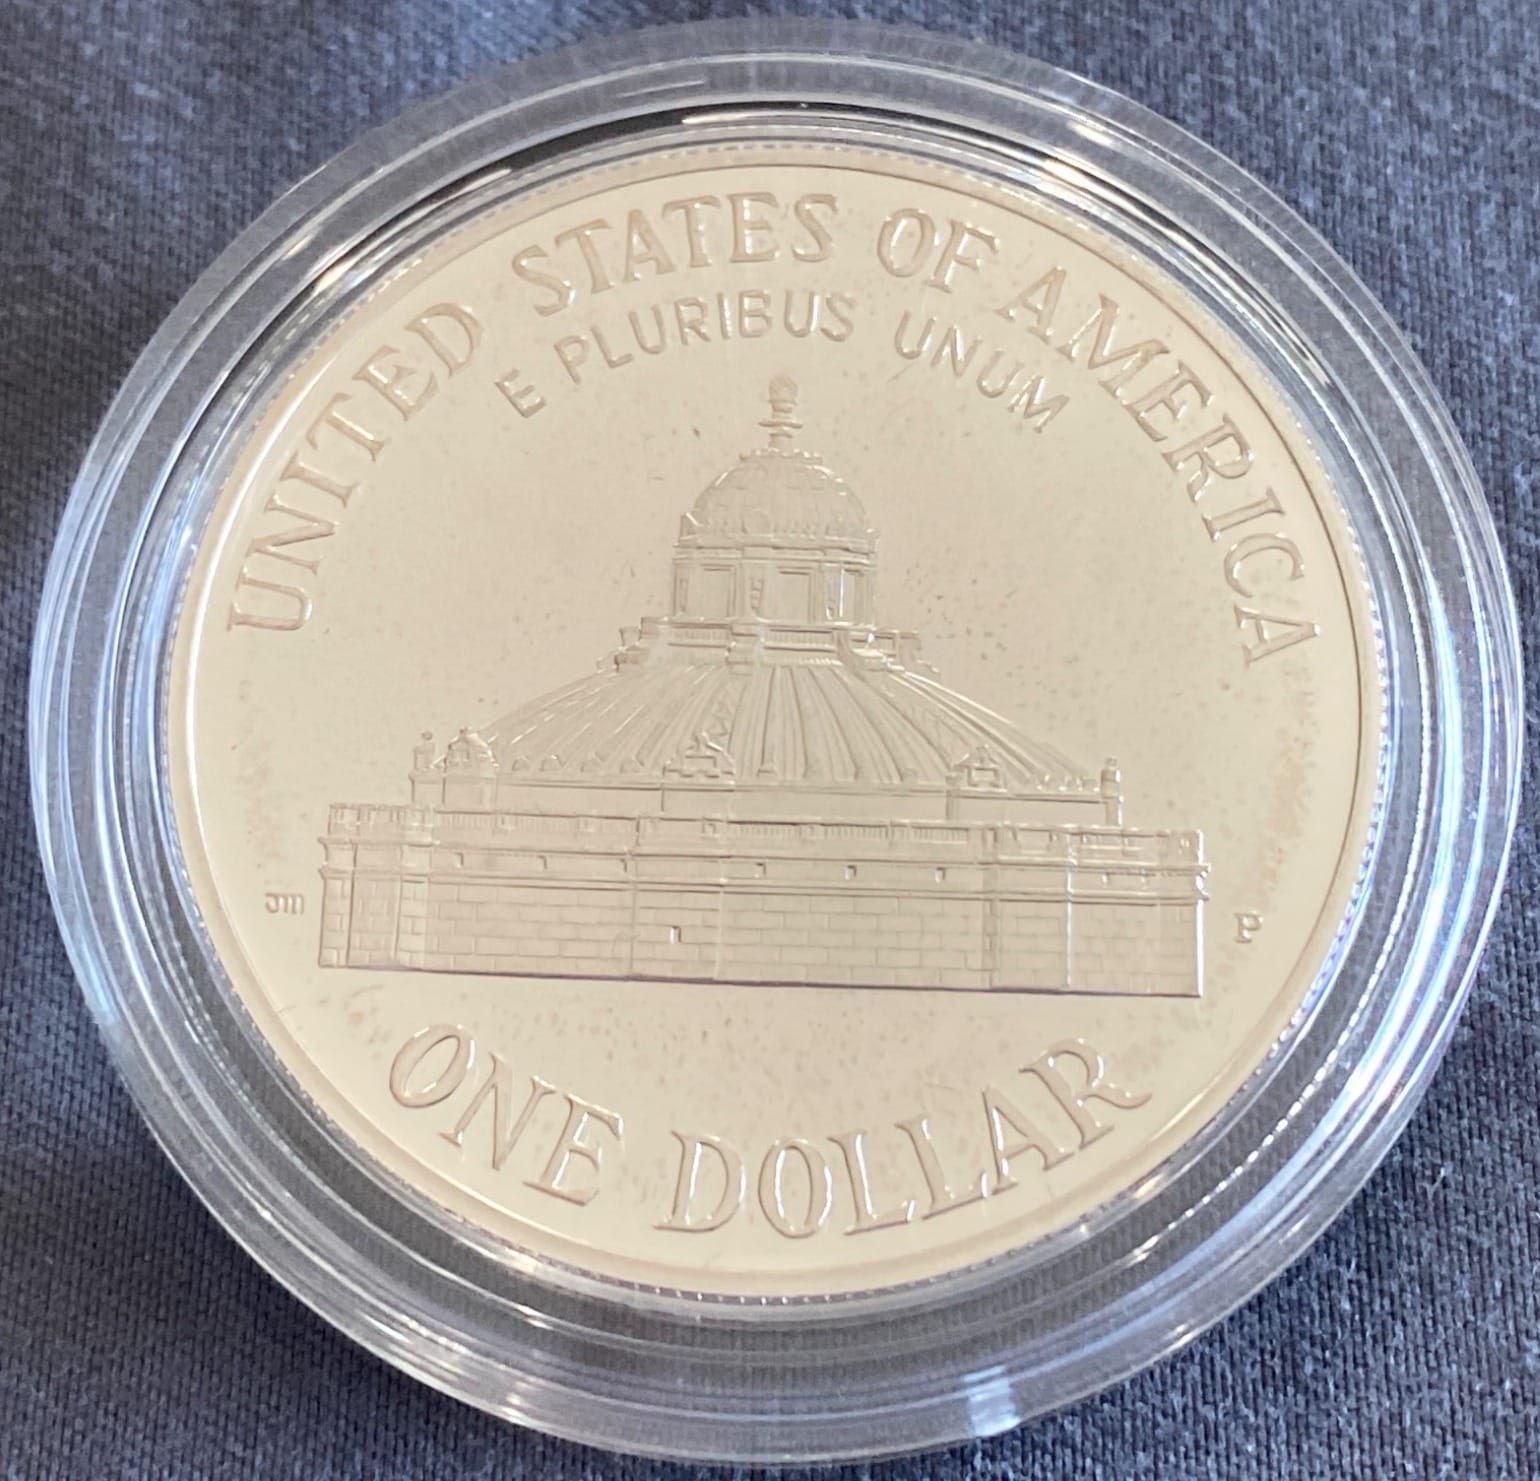 UNITED STATES OF AMERICA
E PLURIBUS UNUM
JM
P
ONE DOLLAR